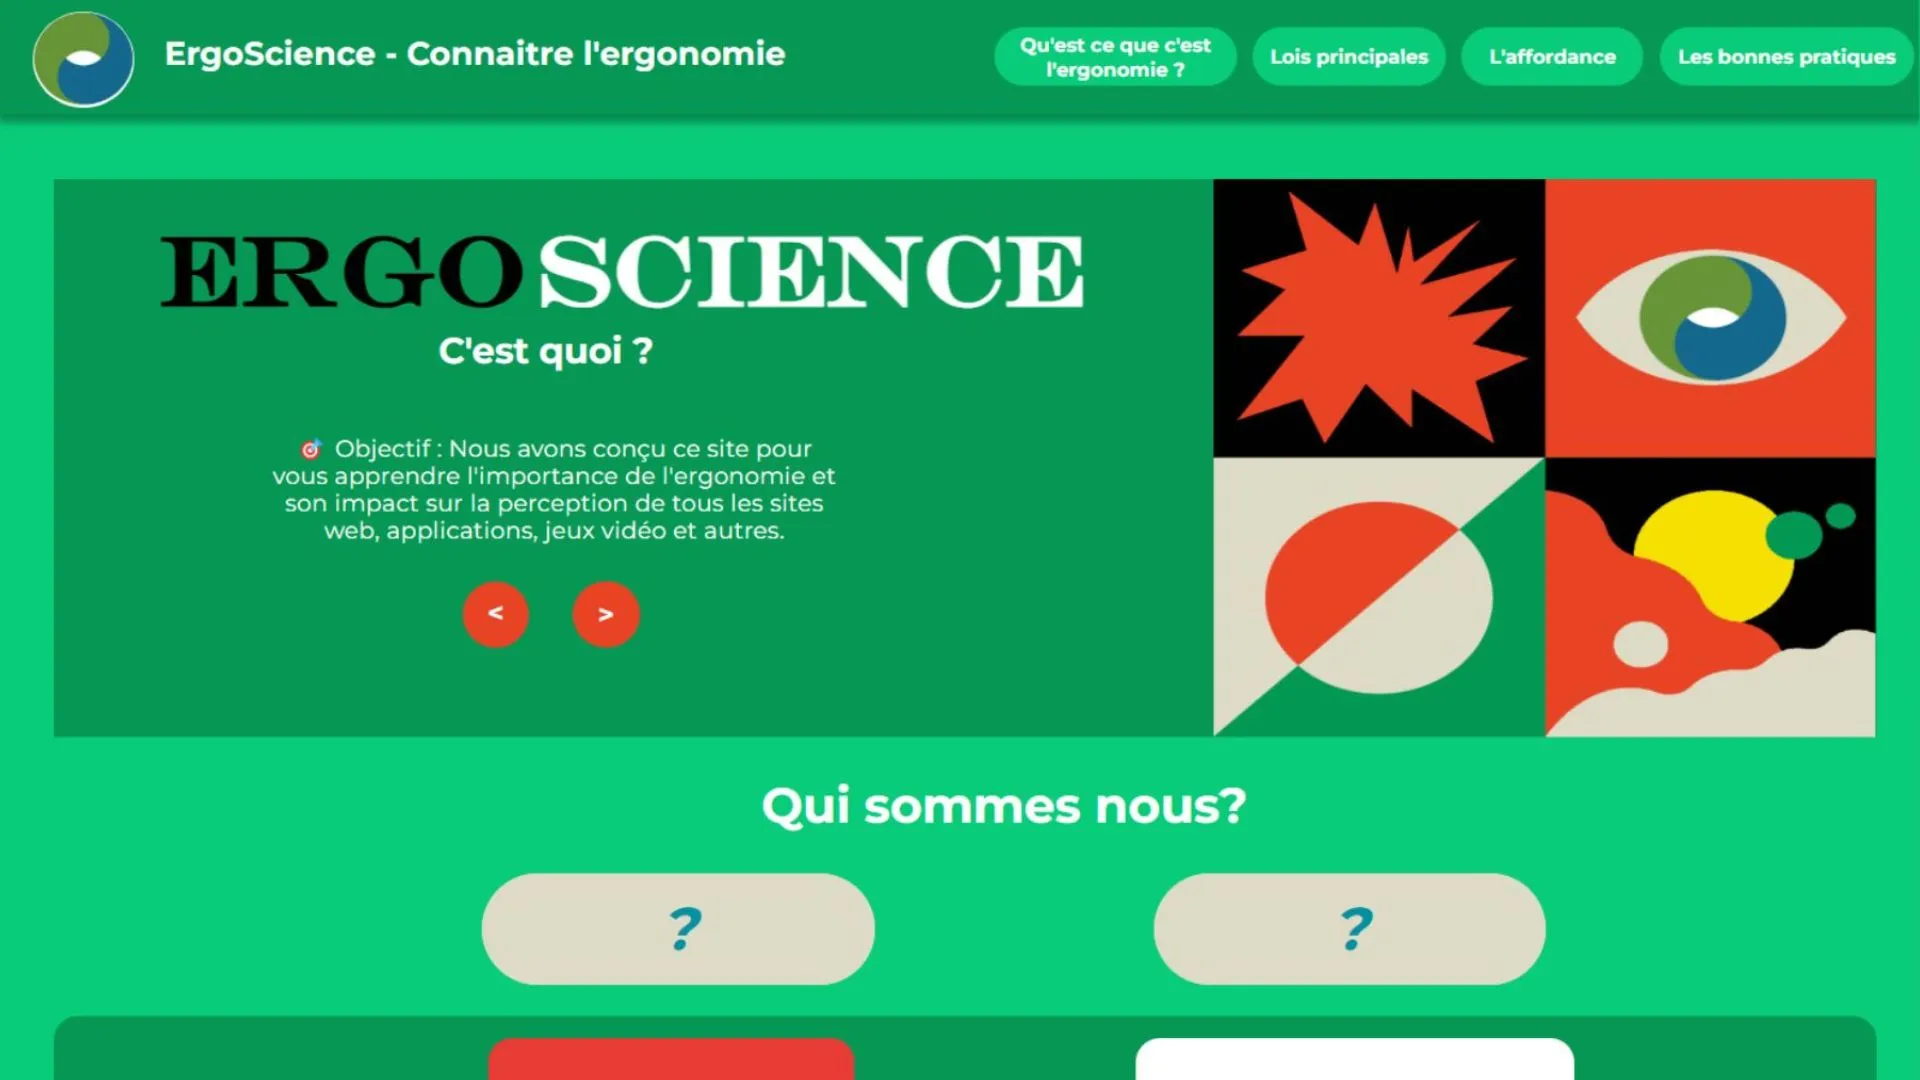 ErgoScience - Connaitre l'ergonomie
Qu'est ce que c'est
l'ergonomie ?
Lois principales
L'affordance
Les bonnes pratiques
ERGOSCIENCE
C'est quoi ?
🎯 Objectif : Nous avons conçu ce site pour
vous apprendre l'importance de l'ergonomie et
son impact sur la perception de tous les sites
web, applications, jeux vidéo et autres.
< >
Qui sommes nous?
? ?